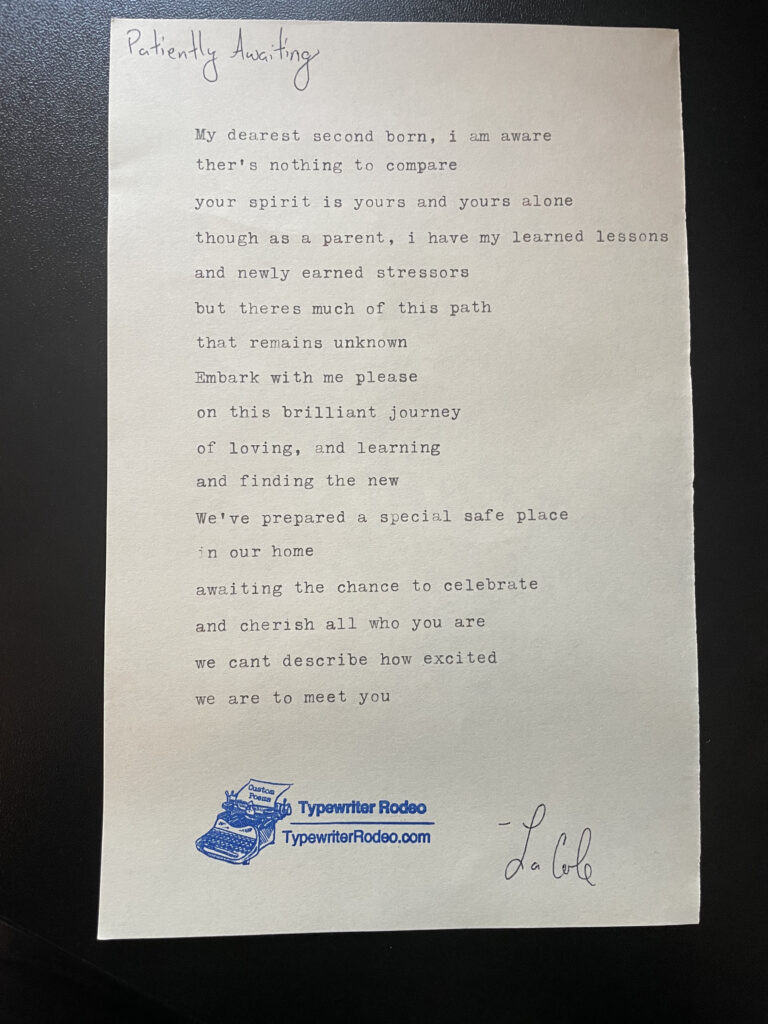 Patiently Awaiting
My dearest second born, i am aware
ther's nothing to compare
your spirit is yours and yours alone
though as a parent, i have my learned lessons
and newly earned stressors
but theres much of this path
that remains unknown
Embark with me please
on this brilliant journey
of loving, and learning
and finding the new
We've prepared a special safe place
in our home
awaiting the chance to celebrate
and cherish all who you are
we cant describe how excited
we are to meet you
Custom
Poems
Typewriter Rodeo
TypewriterRodeo.com
- La Cole